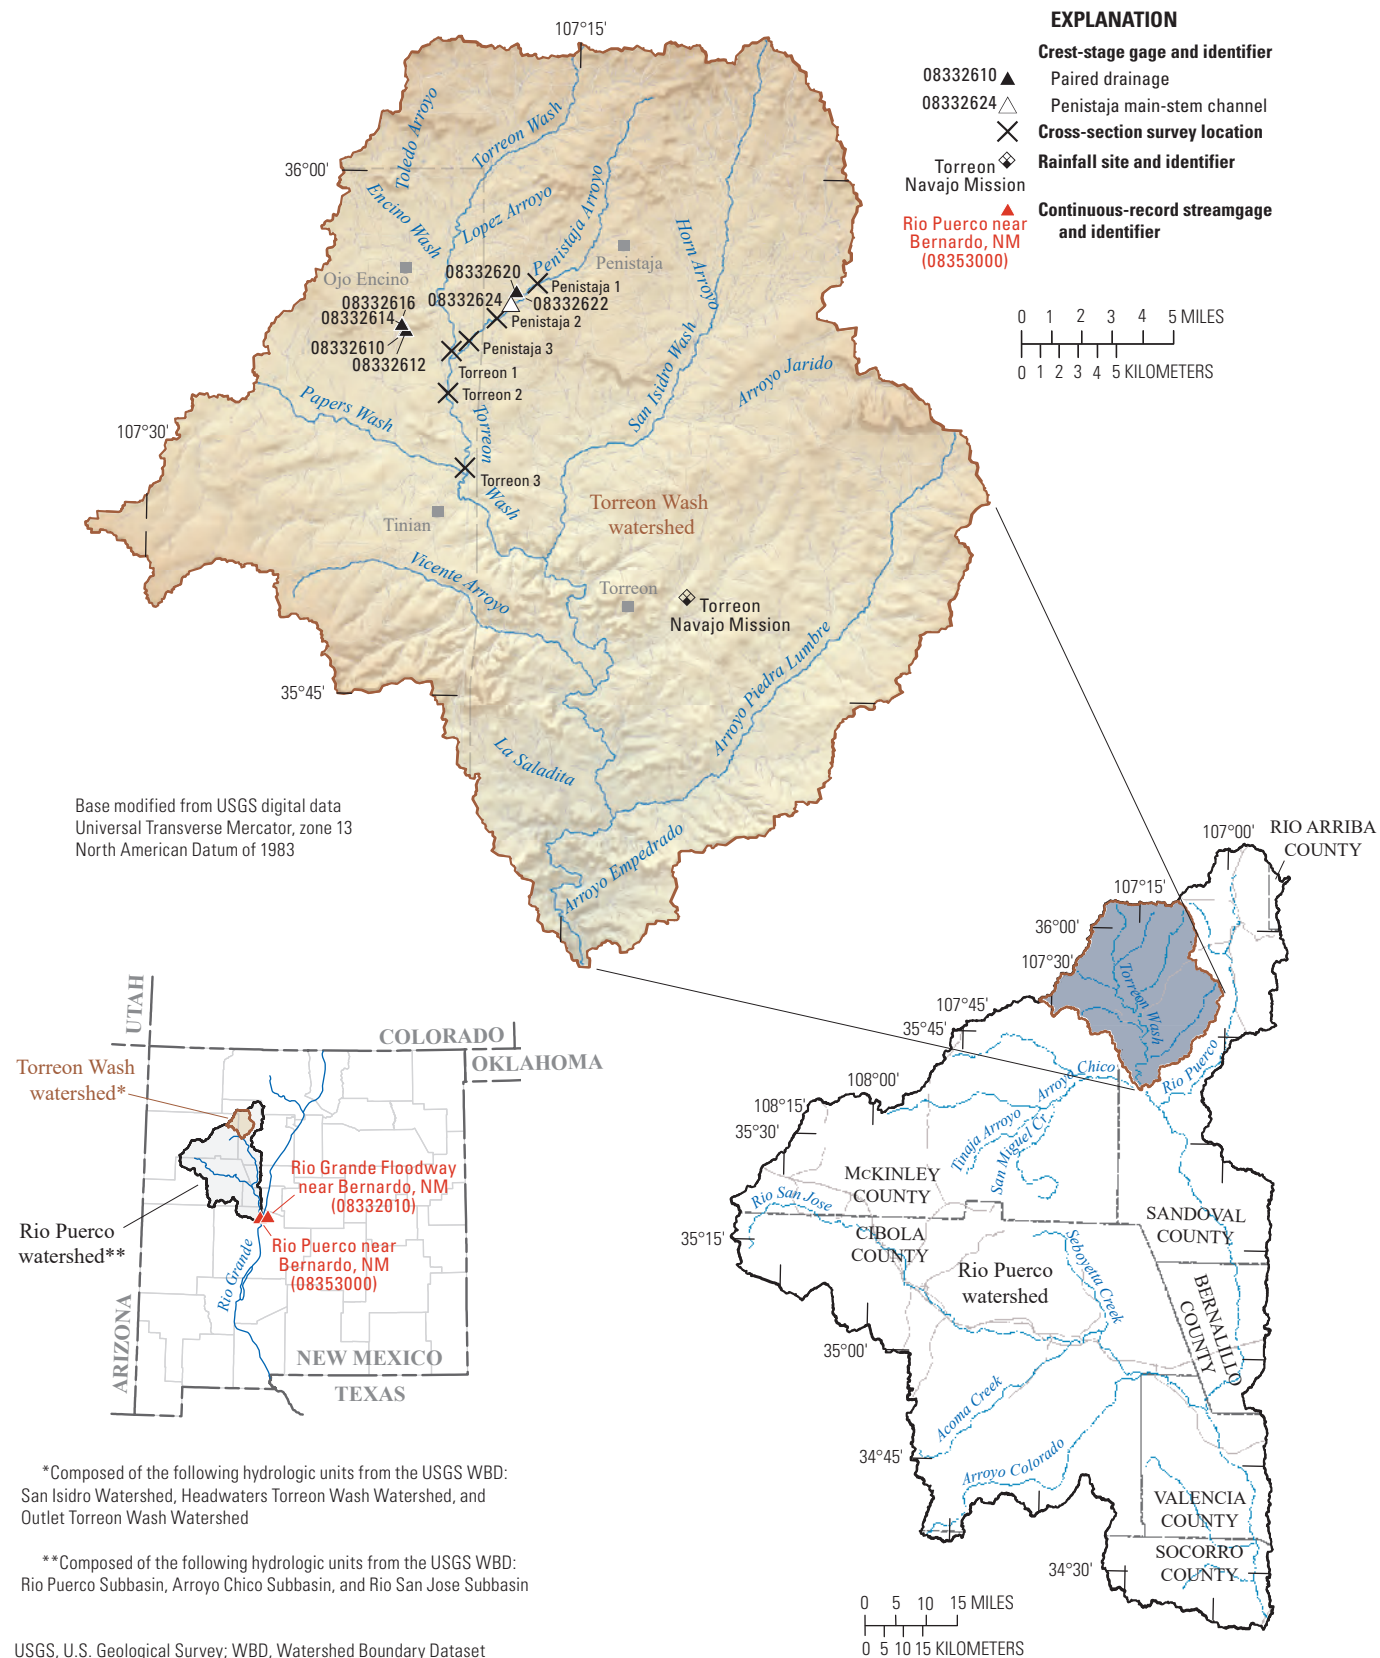 EXPLANATION
Crest-stage gage and identifier
08332610
Paired drainage
08332624
Penistaja main-stem channel
Cross-section survey location
Torreon
Navajo Mission
Rainfall site and identifier
Rio Puerco near
Bernardo, NM
(08353000)
Continuous-record streamgage
and identifier
0 1 2 3 4 5 MILES
0 1 2 3 4 5 KILOMETERS
107°15'
36°00'
107°30'
35°45'
Toledo Arroyo
Torreon Wash
Encino Wash
Lopez Arroyo
Penistaja Arroyo
Horn Arroyo
Penistaja
Ojo Encino
08332620
Penistaja 1
08332616
08332624
08332622
08332614
Penistaja 2
08332610
Penistaja 3
08332612
Torreon 1
San Isidro Wash
Arroyo Jarido
Torreon 2
Papers Wash
Torreon
Wash
Torreon 3
Torreon Wash
watershed
Tinian
Vicente Arroyo
Torreon
Torreon
Navajo Mission
Arroyo Piedra Lumbre
La Saladita
Arroyo Empedrado
Base modified from USGS digital data
Universal Transverse Mercator, zone 13
North American Datum of 1983
UTAH
COLORADO
OKLAHOMA
Torreon Wash
watershed*
Rio Grande Floodway
near Bernardo, NM
(08332010)
Rio Puerco
watershed**
Rio Puerco near
Bernardo, NM
(08353000)
Rio Grande
ARIZONA
NEW MEXICO
TEXAS
107°00'
RIO ARRIBA
COUNTY
107°15'
36°00'
107°30'
107°45'
35°45'
Torreon Wash
108°00'
Arroyo Chico
Rio Puerco
108°15'
35°30'
Tinaja Arroyo
San Miguel Cr
McKINLEY
COUNTY
Rio San Jose
SANDOVAL
COUNTY
35°15'
CIBOLA
COUNTY
Seboyetta Creek
Rio Puerco
watershed
BERNALILLO
COUNTY
35°00'
Acoma Creek
34°45'
Arroyo Colorado
VALENCIA
COUNTY
SOCORRO
COUNTY
34°30'
0 5 10 15 MILES
0 5 10 15 KILOMETERS
*Composed of the following hydrologic units from the USGS WBD:
San Isidro Watershed, Headwaters Torreon Wash Watershed, and
Outlet Torreon Wash Watershed
**Composed of the following hydrologic units from the USGS WBD:
Rio Puerco Subbasin, Arroyo Chico Subbasin, and Rio San Jose Subbasin
USGS, U.S. Geological Survey; WBD, Watershed Boundary Dataset